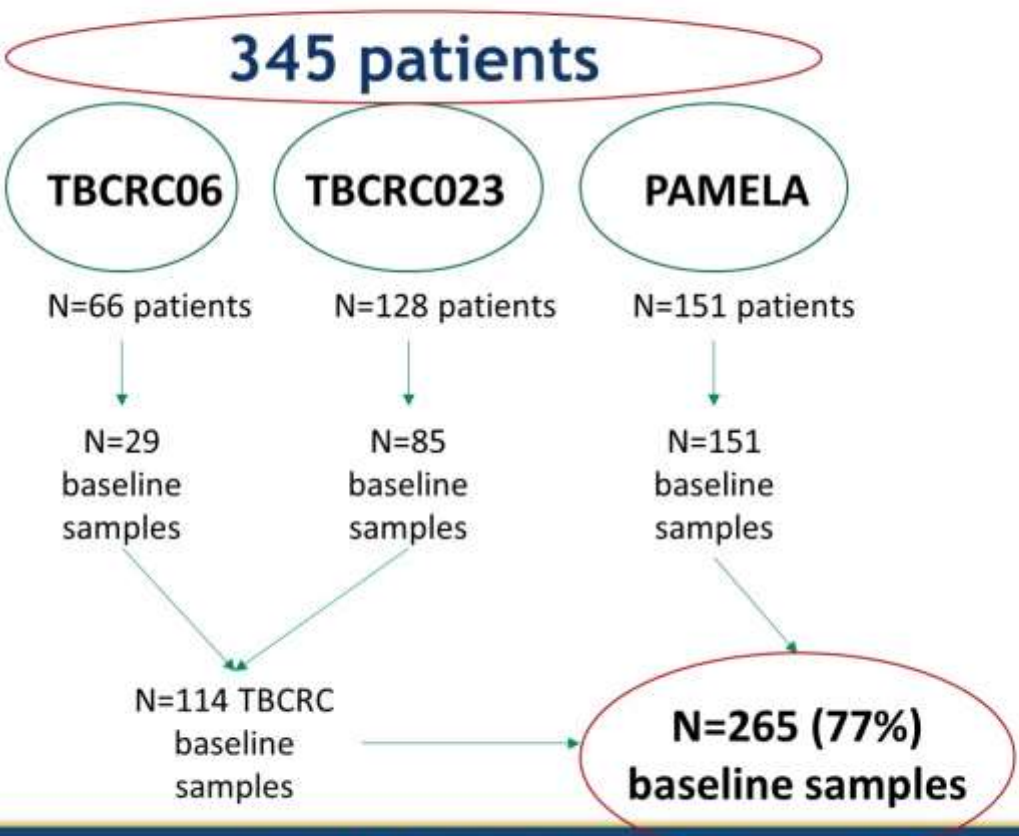 345 patients
TBCRC06
TBCRC023
PAMELA
N=66 patients
N=128 patients
N=151 patients
N=29
baseline
samples
N=85
baseline
samples
N=151
baseline
samples
N=114 TBCRC
baseline
samples
N=265 (77%)
baseline samples